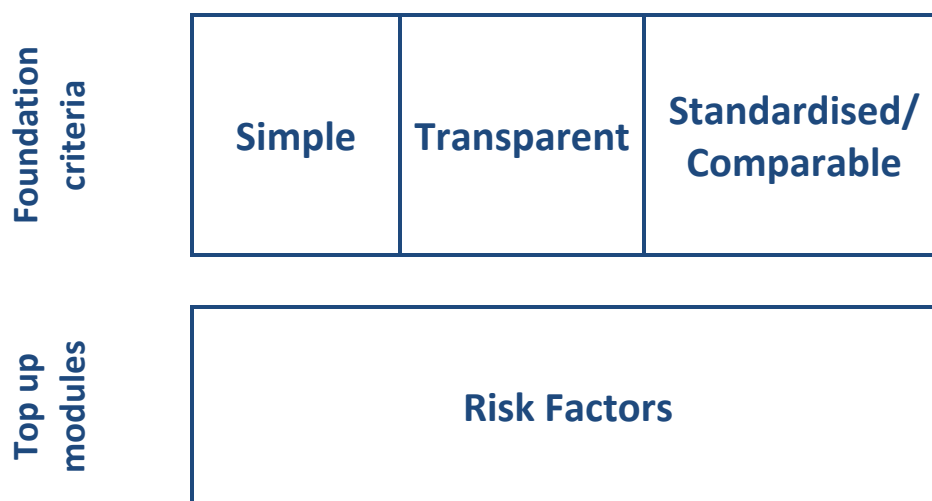 Foundation
criteria
Simple
Transparent
Standardised/
Comparable
Top up
modules
Risk Factors